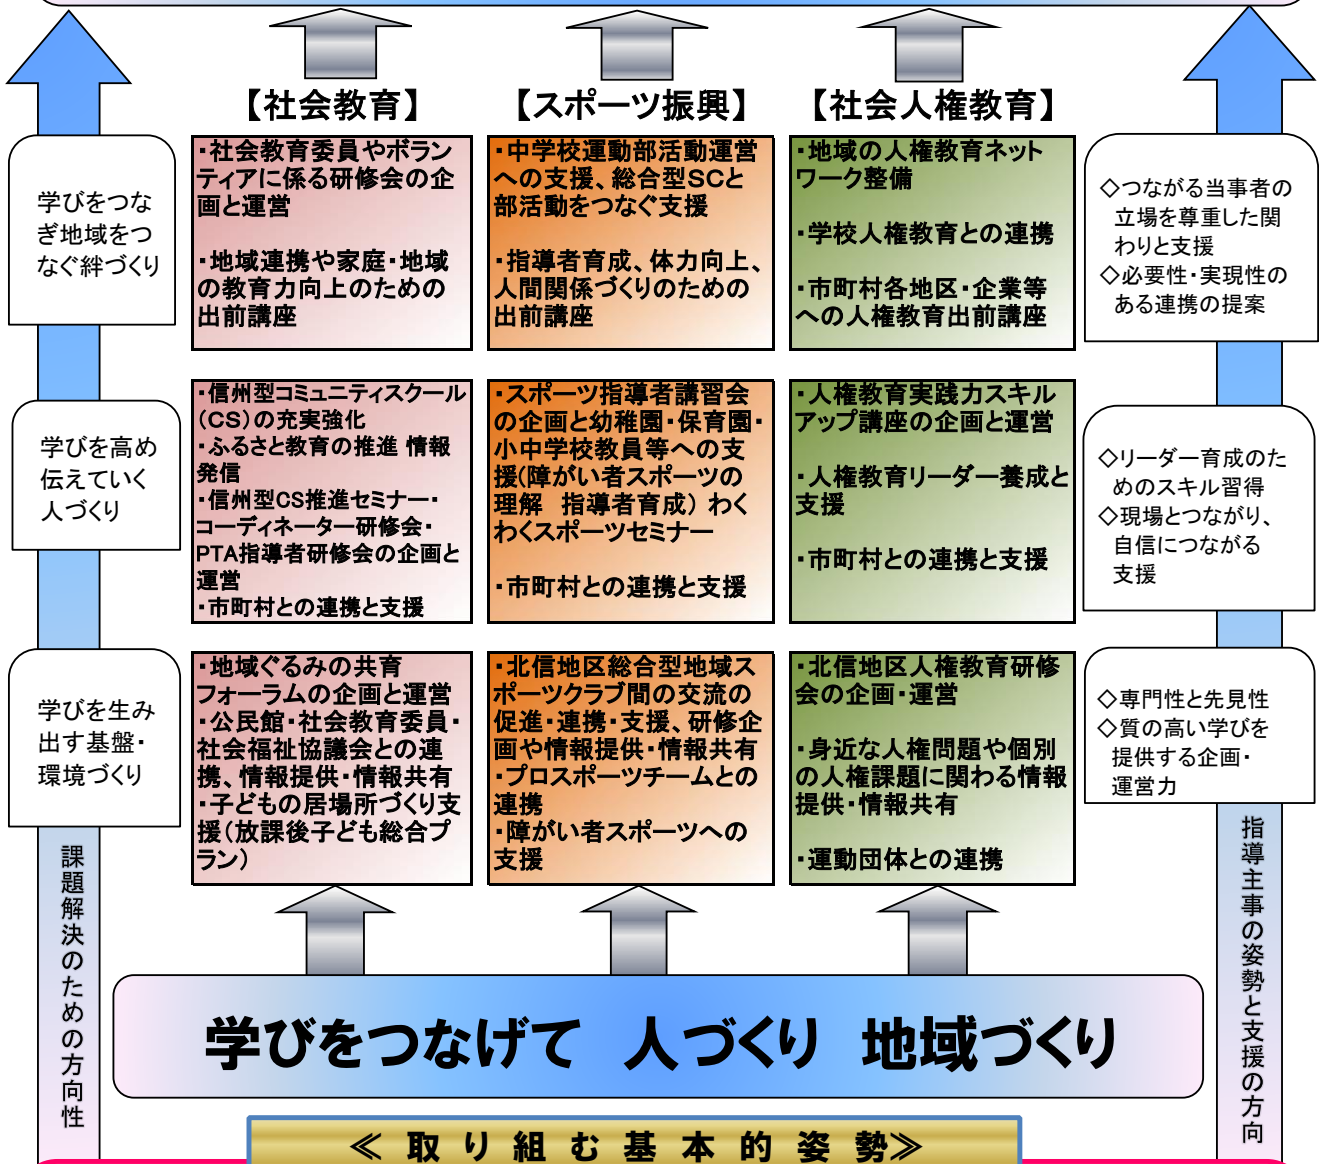 【社会教育】
【スポーツ振興】
【社会人権教育】
学びをつな
ぎ地域をつ
なぐ絆づくり
・社会教育委員やボラン
ティアに係る研修会の企
画と運営
・地域連携や家庭・地域
の教育力向上のための
出前講座
・中学校運動部活動運営
への支援、総合型SCと
部活動をつなぐ支援
・指導者育成、体力向上、
人間関係づくりのための
出前講座
・地域の人権教育ネット
ワーク整備
・学校人権教育との連携
・市町村各地区・企業等
への人権教育出前講座
◇つながる当事者の
立場を尊重した関
わりと支援
◇必要性・実現性の
ある連携の提案
学びを高め
伝えていく
人づくり
・信州型コミュニティスクール
(CS)の充実強化
・ふるさと教育の推進 情報
発信
・信州型CS推進セミナー・
コーディネーター研修会・
PTA指導者研修会の企画と
運営
・市町村との連携と支援
・スポーツ指導者講習会
の企画と幼稚園・保育園・
小中学校教員等への支
援(障がい者スポーツの
理解 指導者育成) わく
わくスポーツセミナー
・市町村との連携と支援
・人権教育実践力スキル
アップ講座の企画と運営
・人権教育リーダー養成と
支援
・市町村との連携と支援
◇リーダー育成のた
めのスキル習得
◇現場とつながり、
自信につながる
支援
学びを生み
出す基盤・
環境づくり
・地域ぐるみの共育
フォーラムの企画と運営
・公民館・社会教育委員・
社会福祉協議会との連
携、情報提供・情報共有
・子どもの居場所づくり支
援(放課後子ども総合プ
ラン)
・北信地区総合型地域ス
ポーツクラブ間の交流の
促進・連携・支援、研修企
画や情報提供・情報共有
・プロスポーツチームとの
連携
・障がい者スポーツへの
支援
・北信地区人権教育研修
会の企画・運営
・身近な人権問題や個別
の人権課題に関わる情報
提供・情報共有
・運動団体との連携
◇専門性と先見性
◇質の高い学びを
提供する企画・
運営力
課題解決のための方向性
指導主事の姿勢と支援の方向
学びをつなげて 人づくり 地域づくり
≪ 取 り 組 む 基 本 的 姿 勢≫